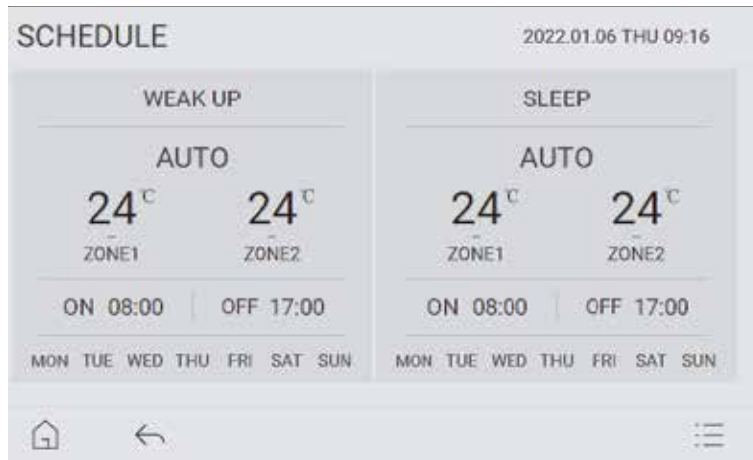 SCHEDULE
2022.01.06 THU 09:16
WEAK UP
AUTO
24℃ 24℃
ZONE1 ZONE2
ON 08:00 OFF 17:00
MON TUE WED THU FRI SAT SUN
SLEEP
AUTO
24℃ 24℃
ZONE1 ZONE2
ON 08:00 OFF 17:00
MON TUE WED THU FRI SAT SUN